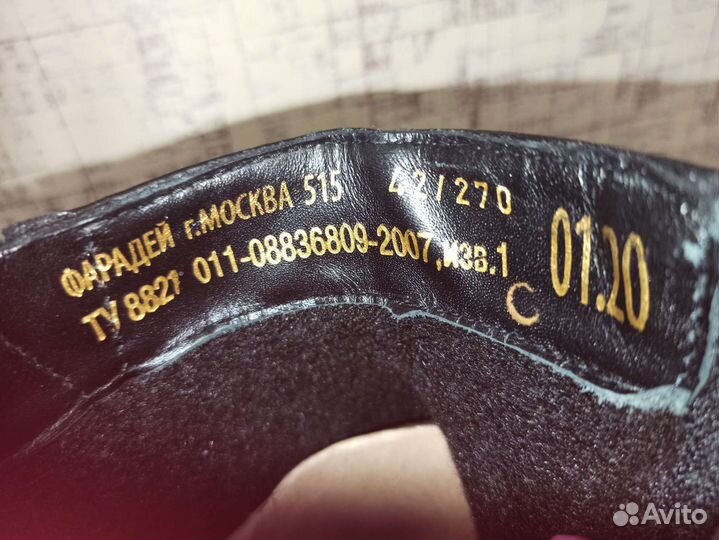 ФАРАДЕЙ г.МОСКВА 515 42/270
ТУ 8821 011-08836809-2007,ИЗВ.1
С
01.20
Avito